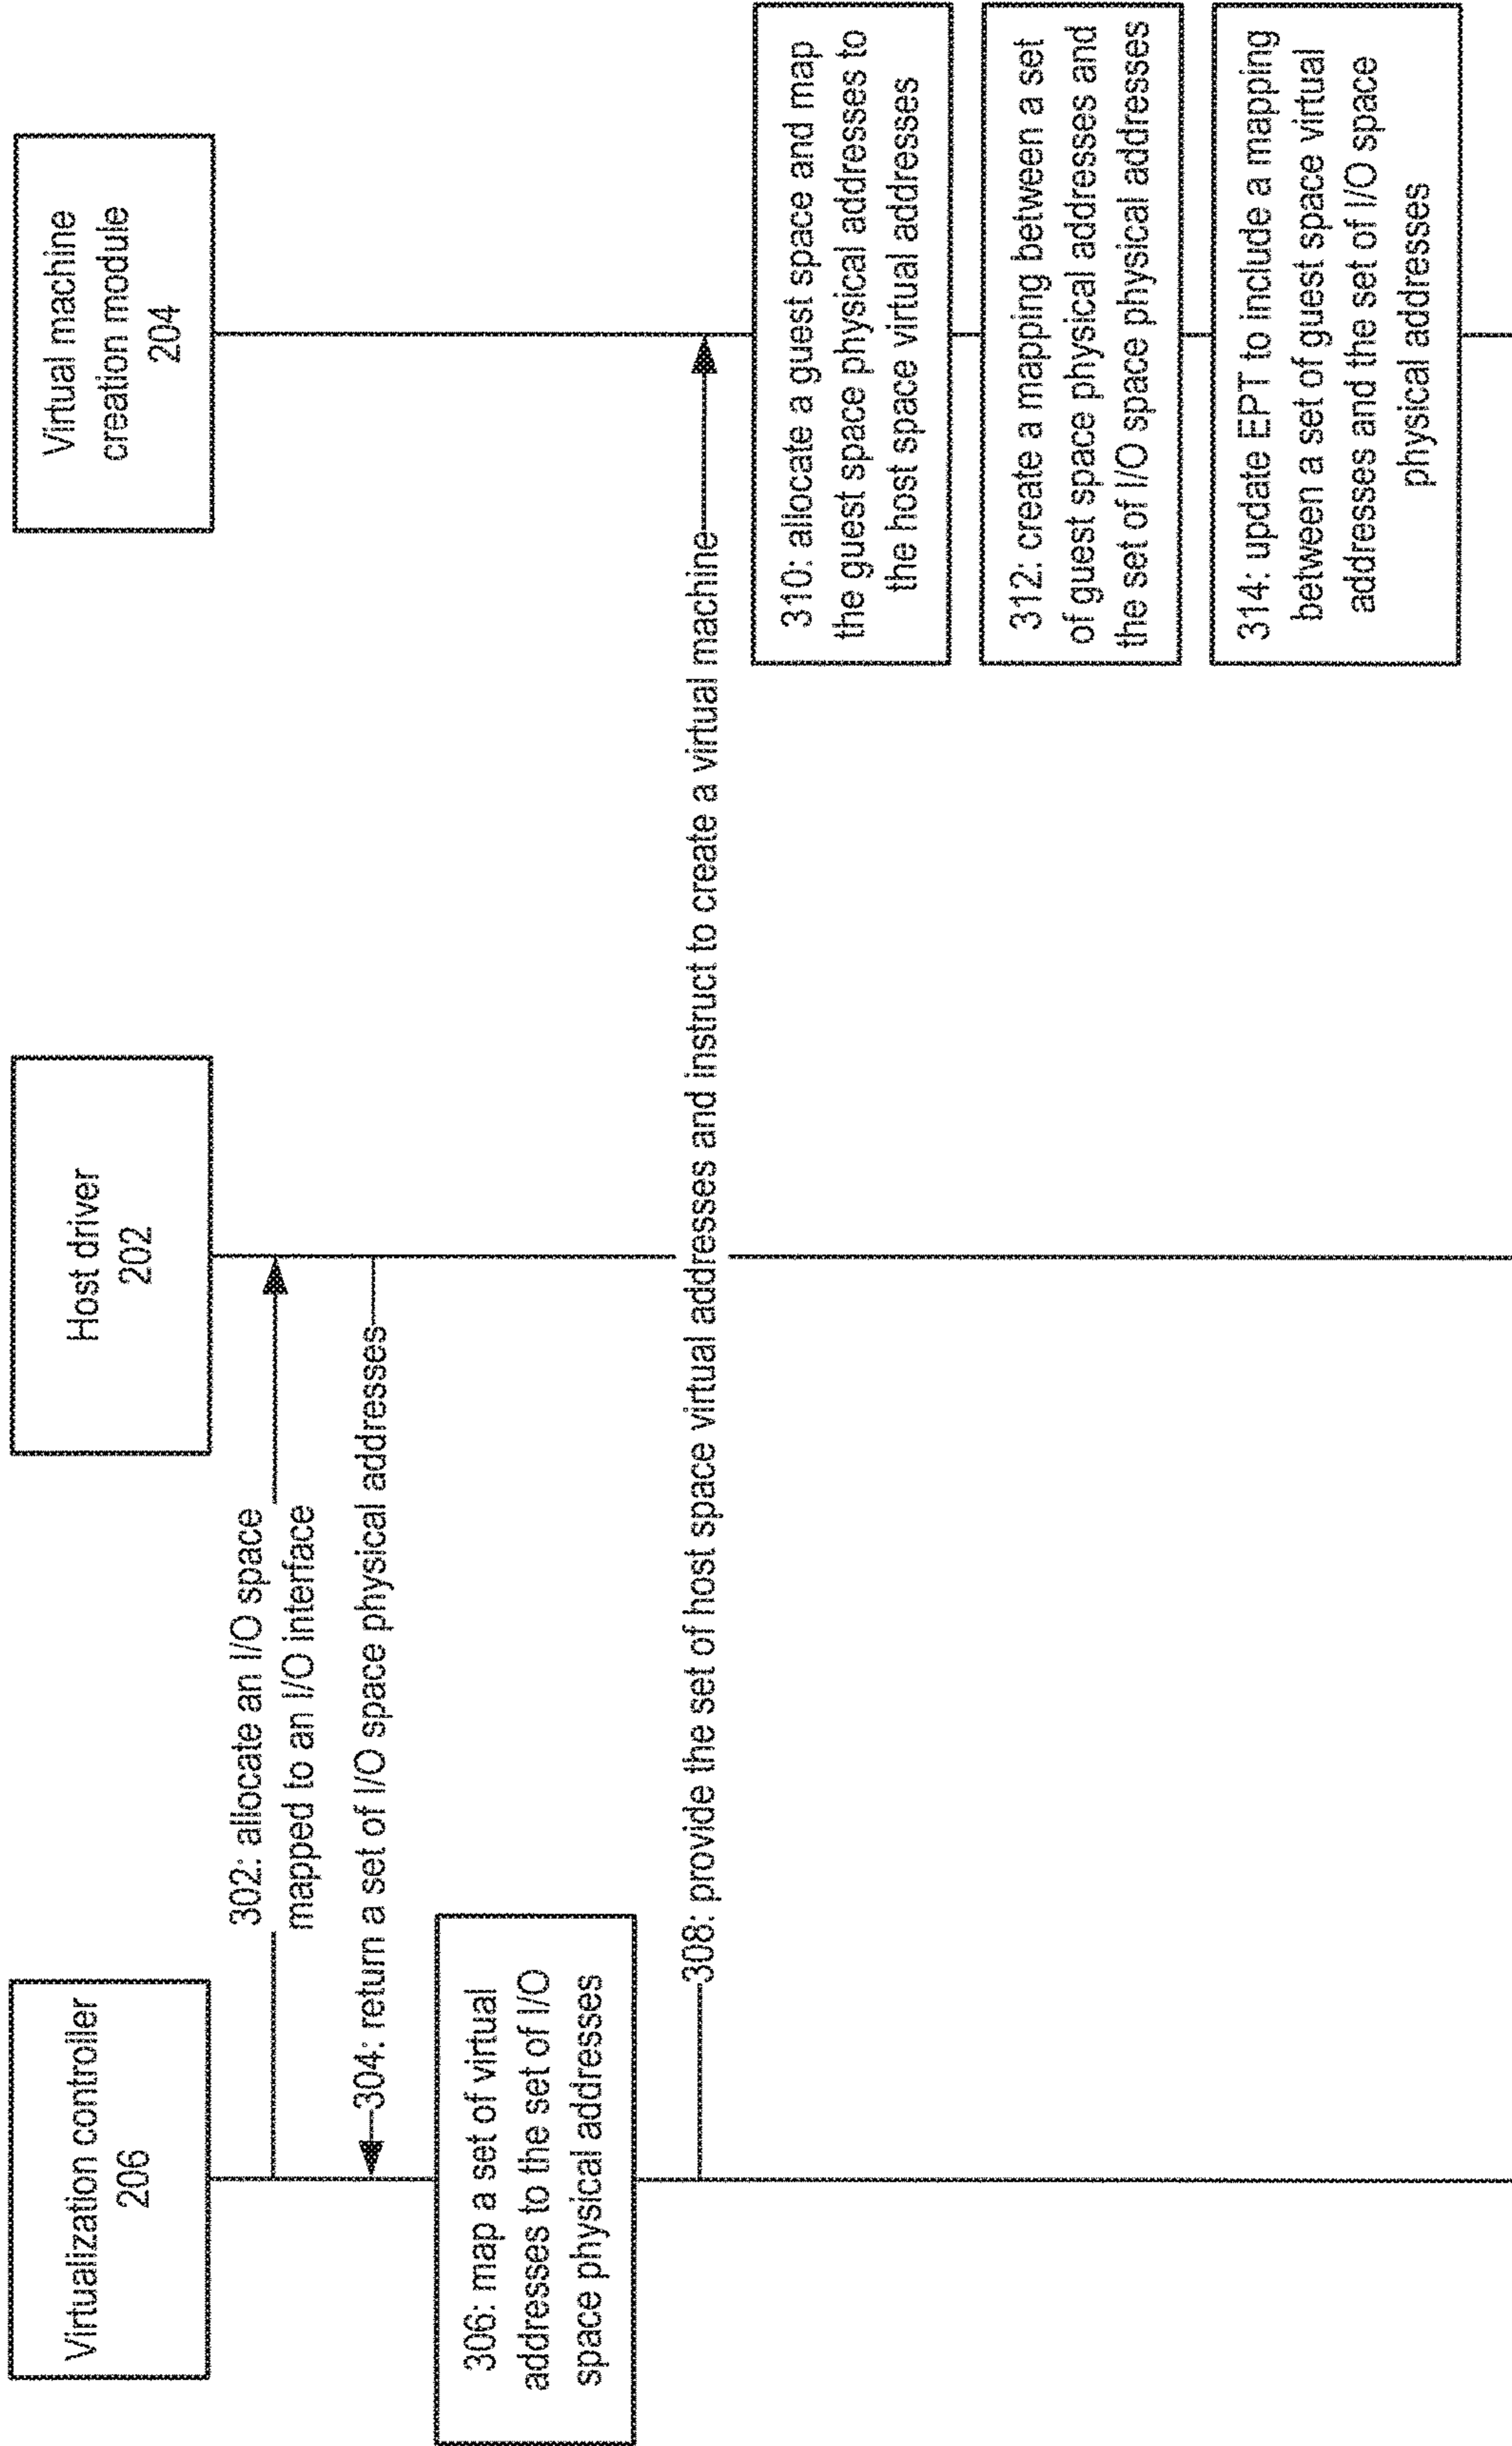 Virtualization controller
206
Host driver
202
Virtual machine
creation module
204
302: allocate an I/O space
mapped to an I/O interface
304: return a set of I/O space physical addresses
306: map a set of virtual
addresses to the set of I/O
space physical addresses
308: provide the set of host space virtual addresses and instruct to create a virtual machine
310: allocate a guest space and map
the guest space physical addresses to
the host space virtual addresses
312: create a mapping between a set
of guest space physical addresses and
the set of I/O space physical addresses
314: update EPT to include a mapping
between a set of guest space virtual
addresses and the set of I/O space
physical addresses